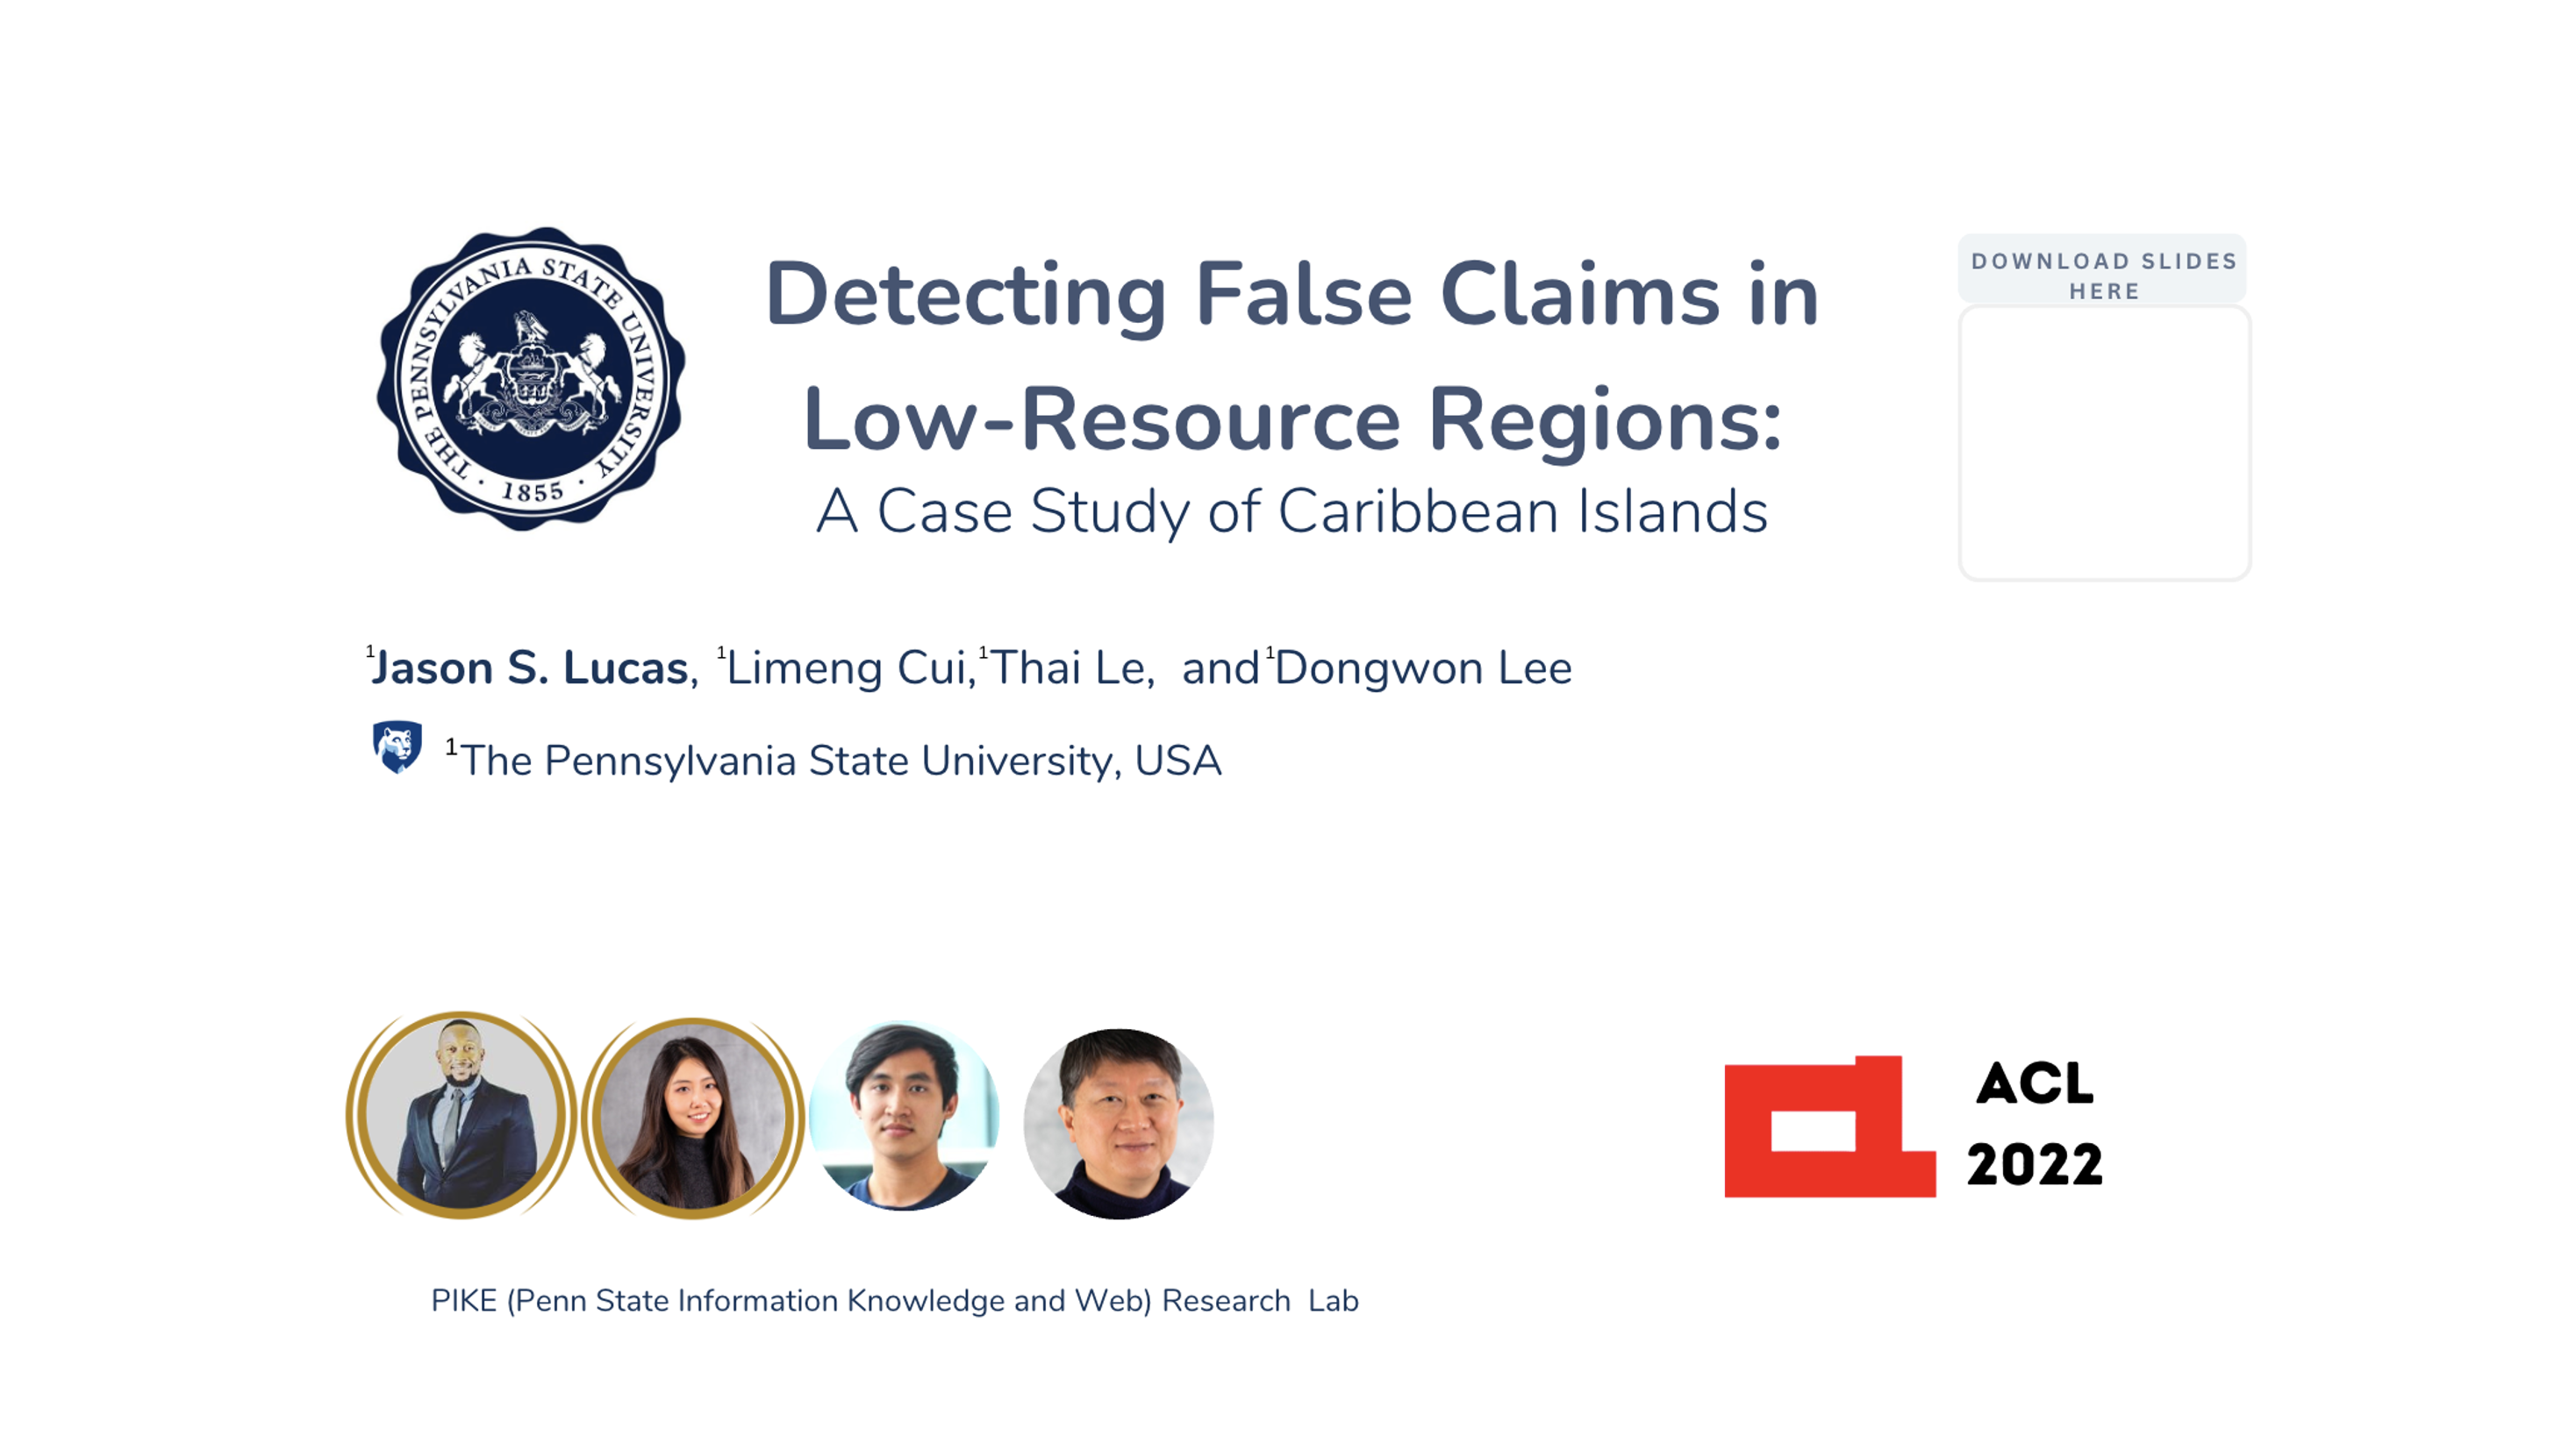 THE PENNSYLVANIA STATE UNIVERSITY
· 1855 ·
Detecting False Claims in
Low-Resource Regions:
A Case Study of Caribbean Islands
DOWNLOAD SLIDES
HERE
¹Jason S. Lucas, ¹Limeng Cui,¹Thai Le, and¹Dongwon Lee
¹The Pennsylvania State University, USA
ACL
2022
PIKE (Penn State Information Knowledge and Web) Research Lab